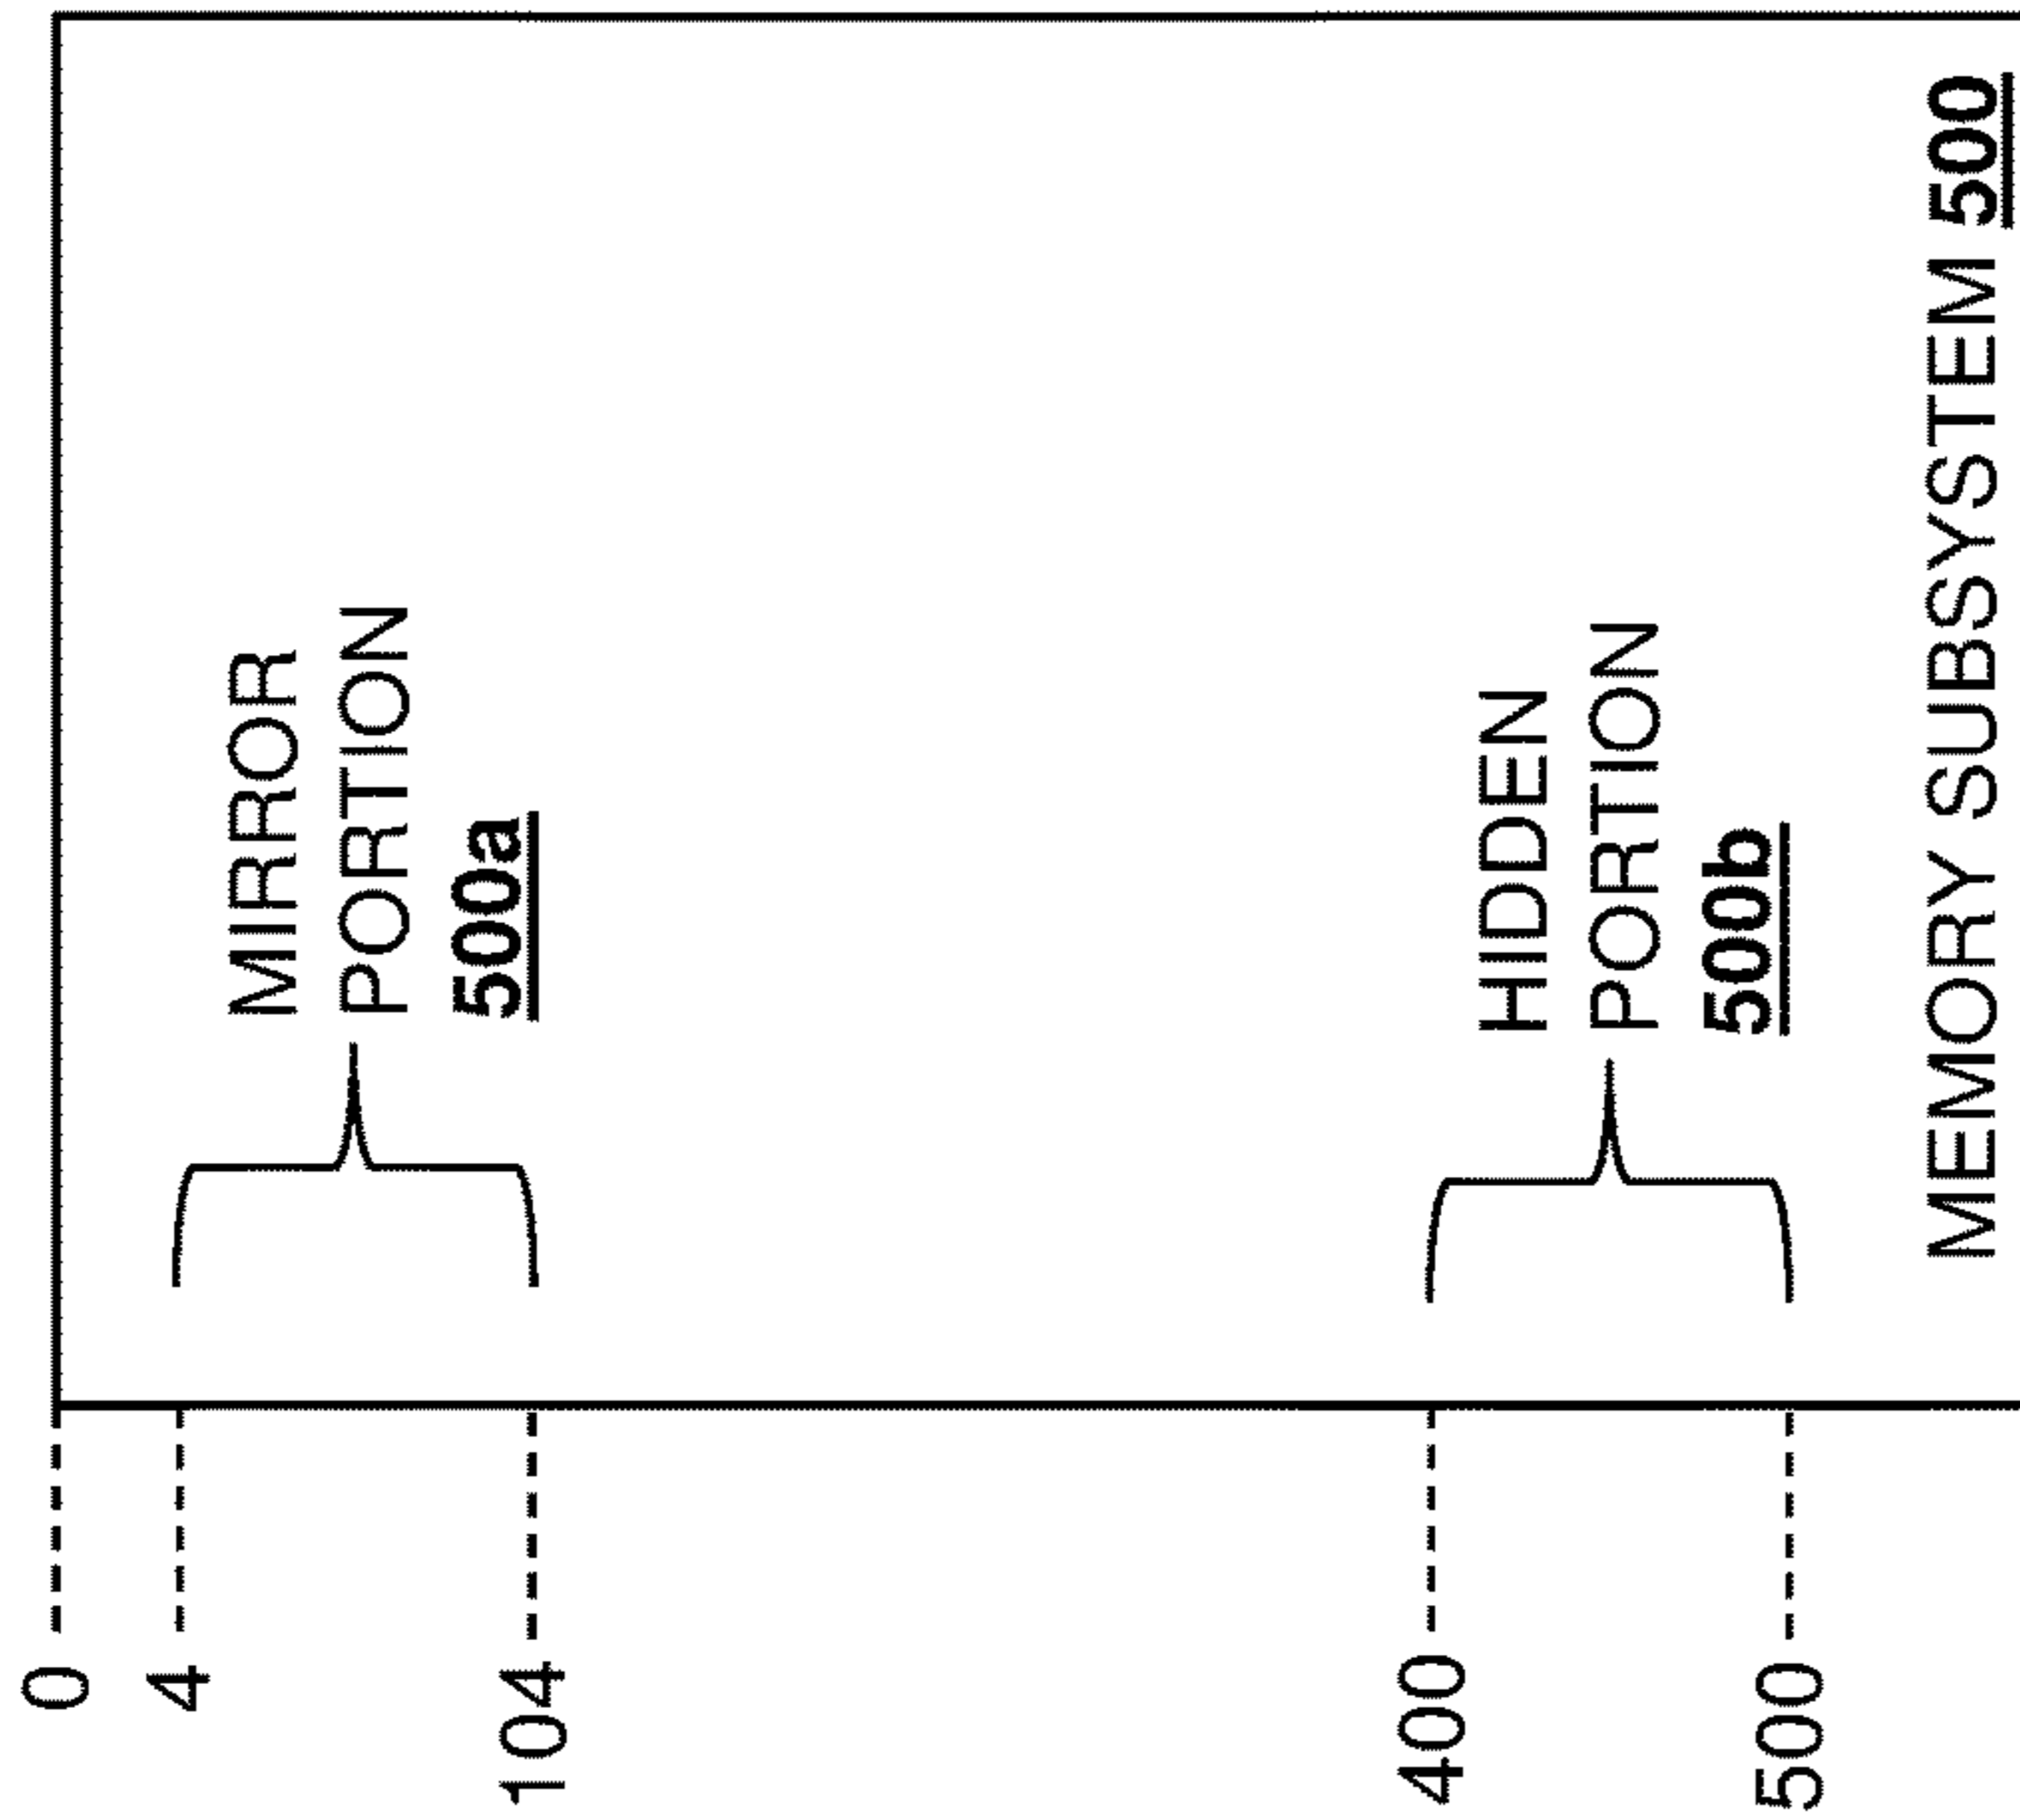 0
4
MIRROR
PORTION
500a
104
400
HIDDEN
PORTION
500b
500
MEMORY SUBSYSTEM 500